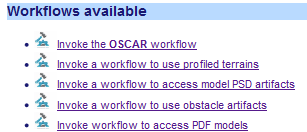 Workflows available
Invoke the OSCAR workflow
Invoke a workflow to use profiled terrains
Invoke a workflow to access model PSD artifacts
Invoke a workflow to use obstacle artifacts
Invoke workflow to access PDF models